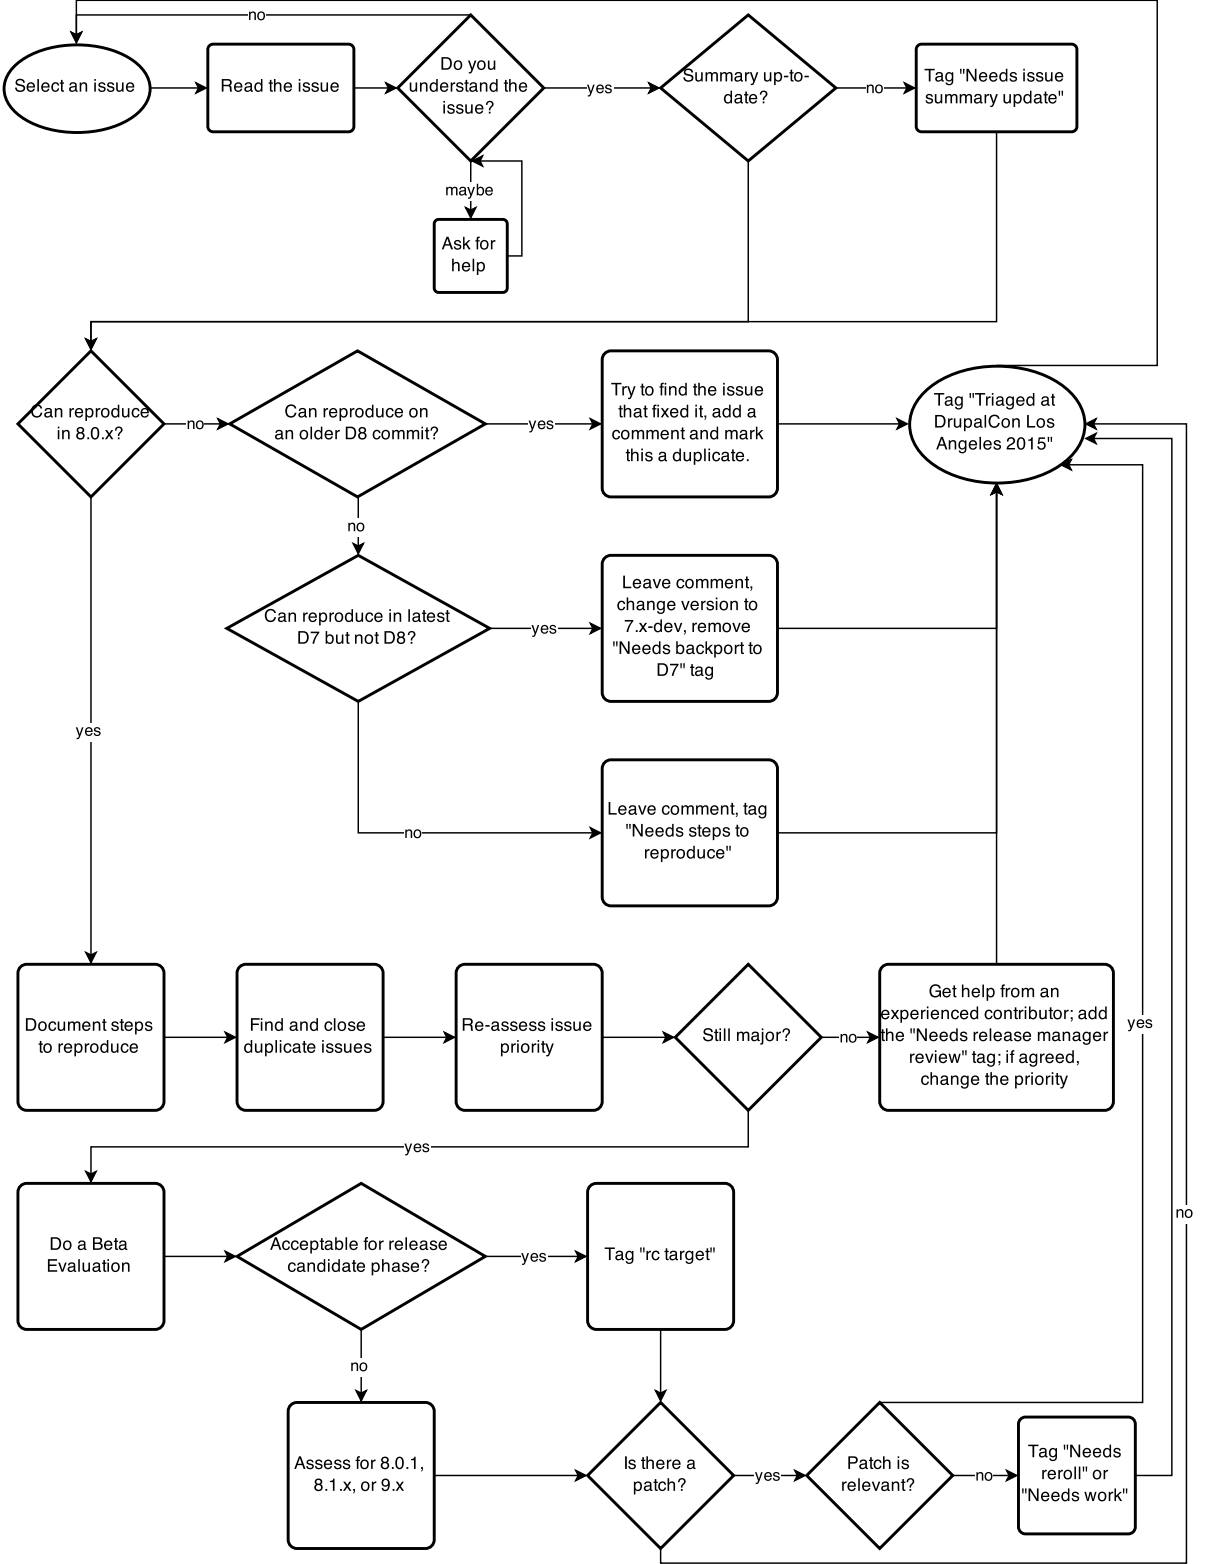 no
Select an issue
Read the issue
Do you
understand the
issue?
yes
Summary up-to-
date?
no
Tag "Needs issue
summary update"
maybe
Ask for
help
Can reproduce
in 8.0.x?
no
Can reproduce on
an older D8 commit?
yes
Try to find the issue
that fixed it, add a
comment and mark
this a duplicate.
Tag "Triaged at
DrupalCon Los
Angeles 2015"
no
Can reproduce in latest
D7 but not D8?
yes
Leave comment,
change version to
7.x-dev, remove
"Needs backport to
D7" tag
yes
no
Leave comment, tag
"Needs steps to
reproduce"
Document steps
to reproduce
Find and close
duplicate issues
Re-assess issue
priority
Still major?
no
Get help from an
experienced contributor; add
the "Needs release manager
review" tag; if agreed,
change the priority
yes
yes
no
Do a Beta
Evaluation
Acceptable for release
candidate phase?
yes
Tag "rc target"
no
Assess for 8.0.1,
8.1.x, or 9.x
Is there a
patch?
yes
Patch is
relevant?
no
Tag "Needs
reroll" or
"Needs work"